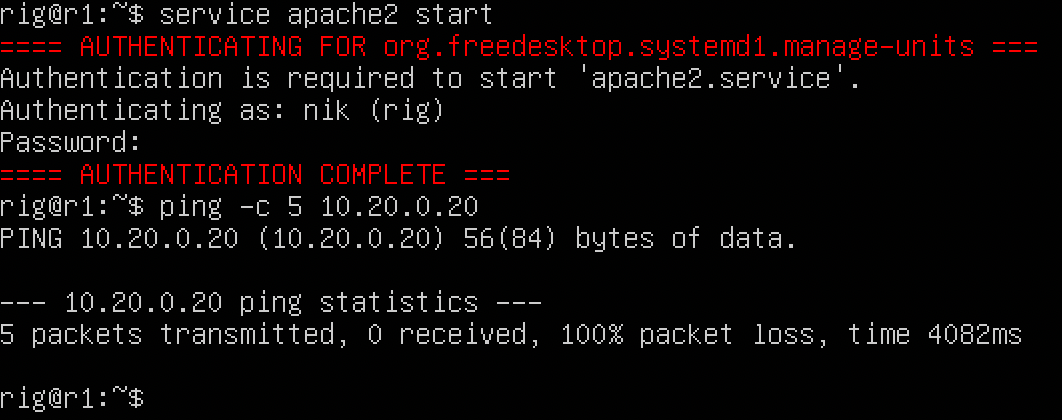 rig@r1:~$ service apache2 start
==== AUTHENTICATING FOR org.freedesktop.systemd1.manage-units ===
Authentication is required to start 'apache2.service'.
Authenticating as: nik (rig)
Password:
==== AUTHENTICATION COMPLETE ===
rig@r1:~$ ping -c 5 10.20.0.20
PING 10.20.0.20 (10.20.0.20) 56(84) bytes of data.
--- 10.20.0.20 ping statistics ---
5 packets transmitted, 0 received, 100% packet loss, time 4082ms
rig@r1:~$